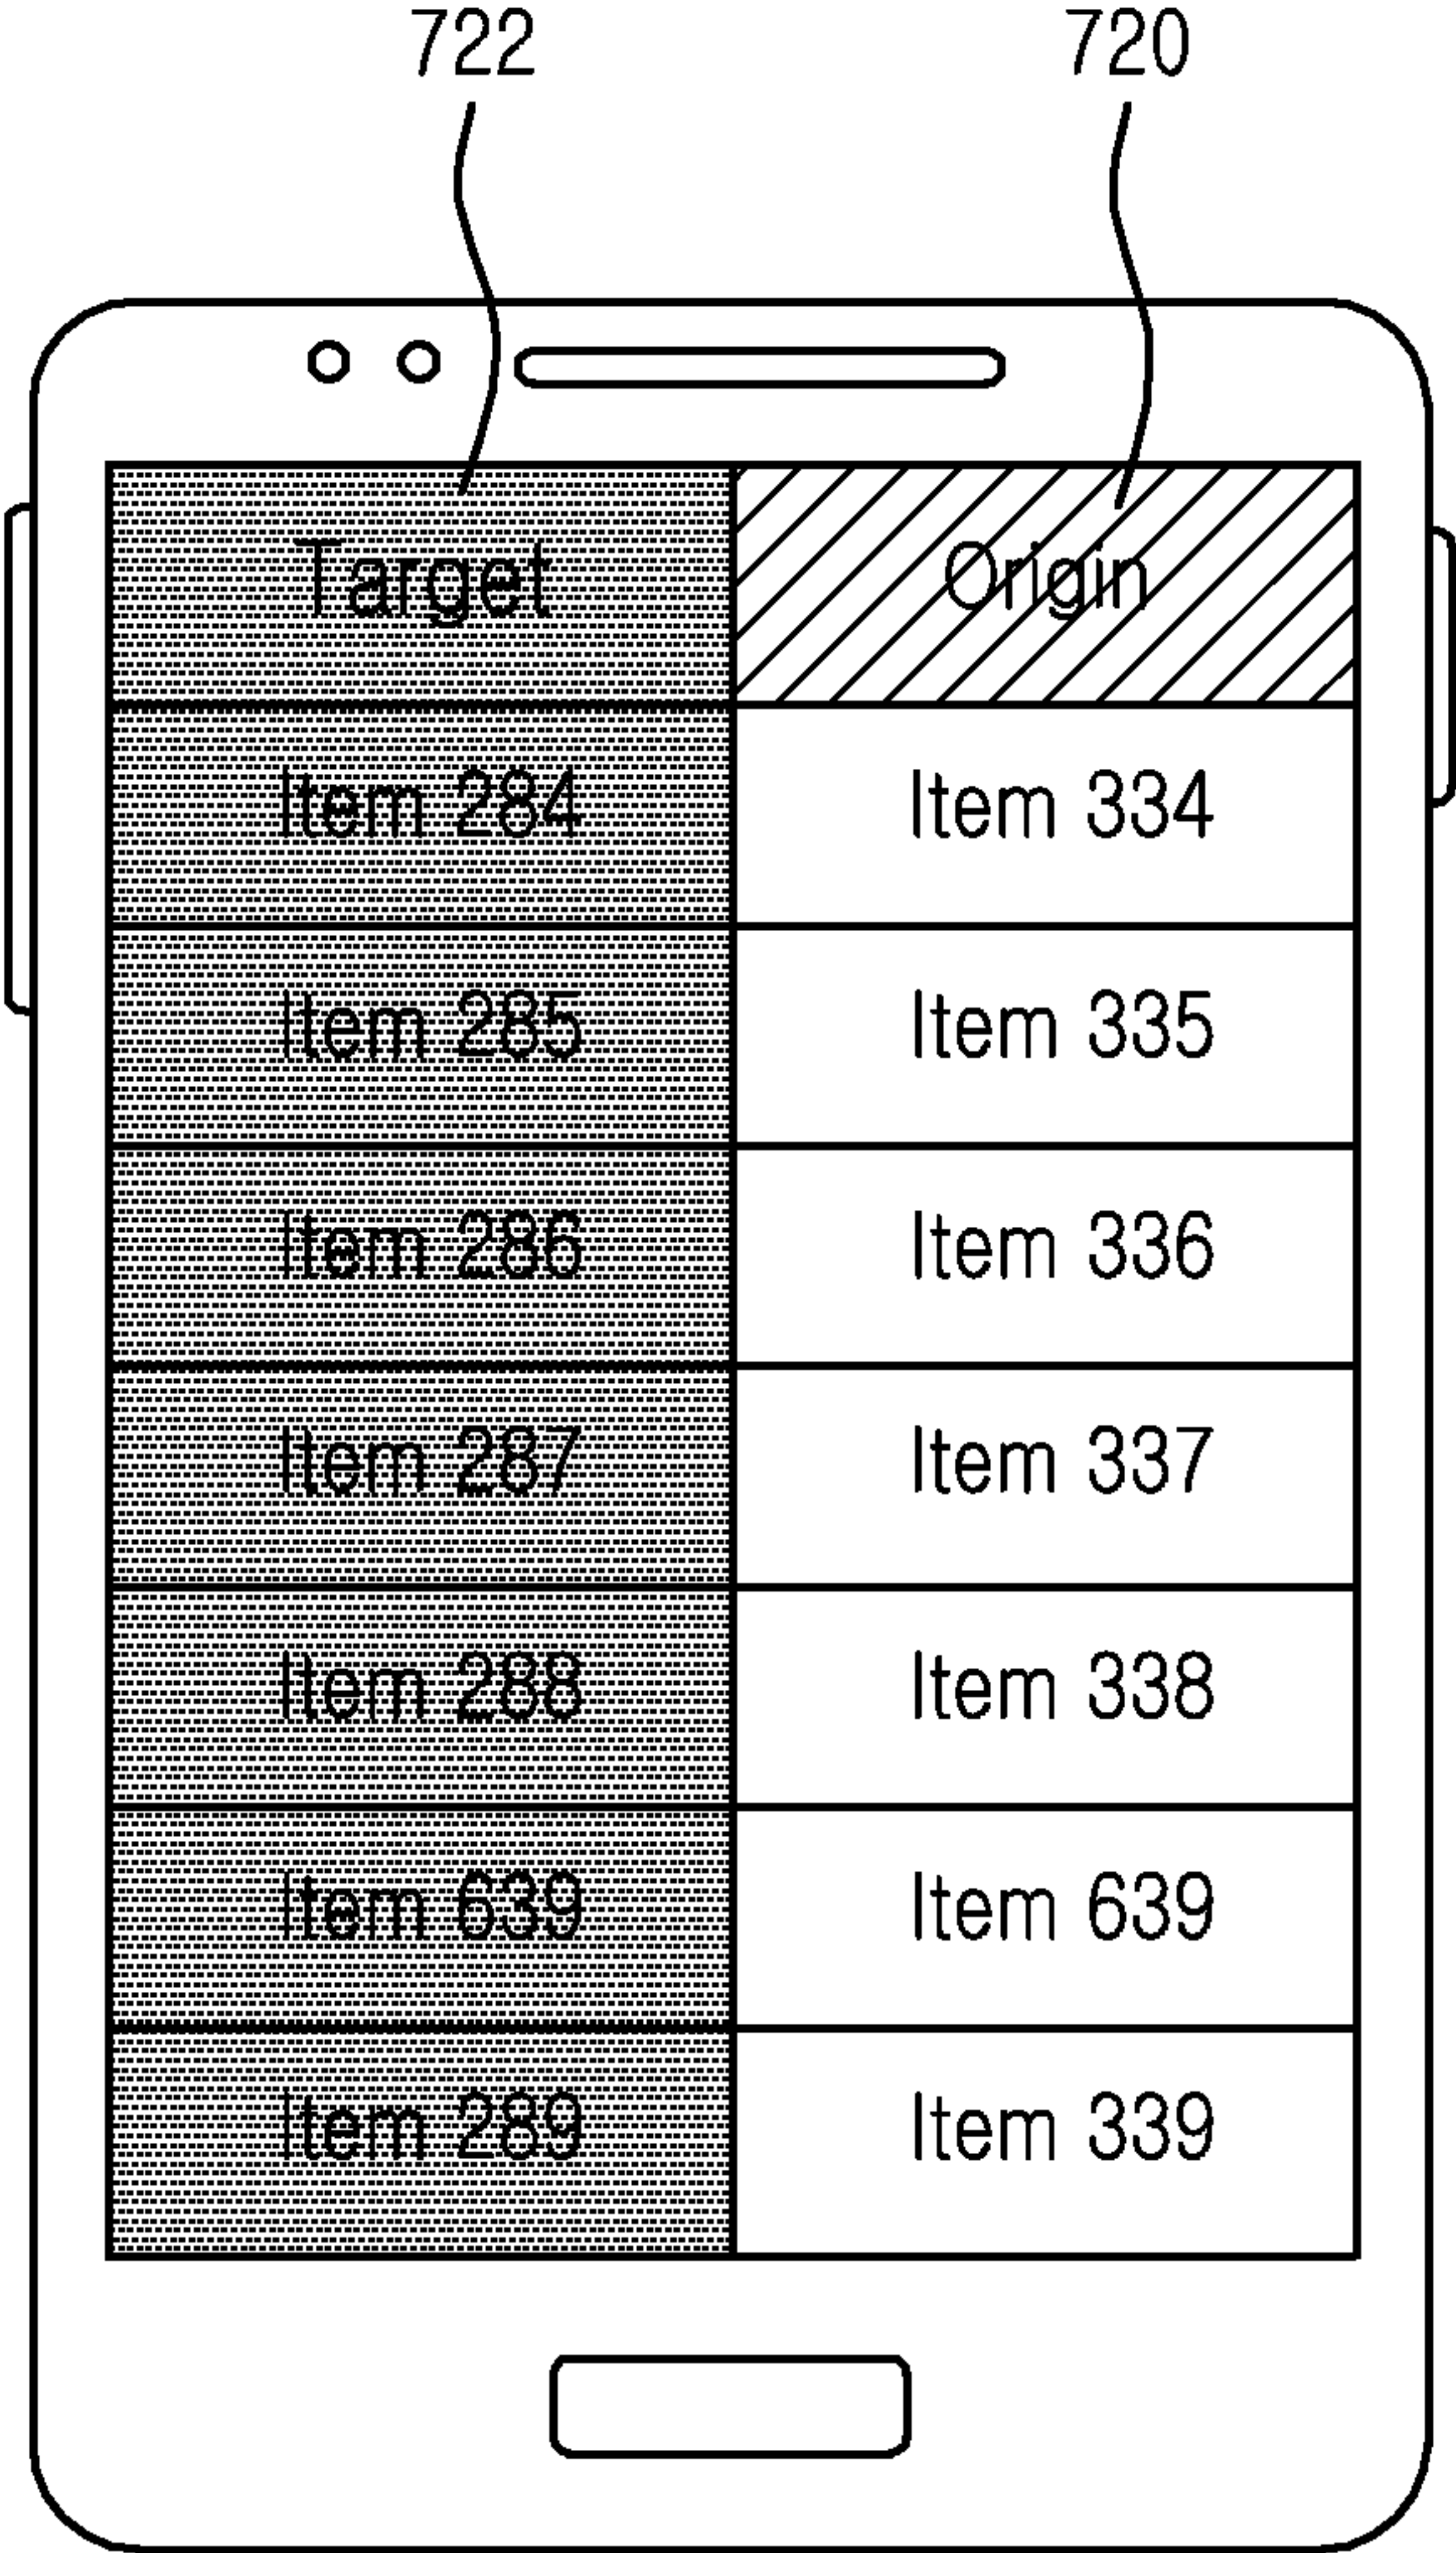 722 720
Target Origin
Item 284 Item 334
Item 285 Item 335
Item 286 Item 336
Item 287 Item 337
Item 288 Item 338
Item 639 Item 639
Item 289 Item 339